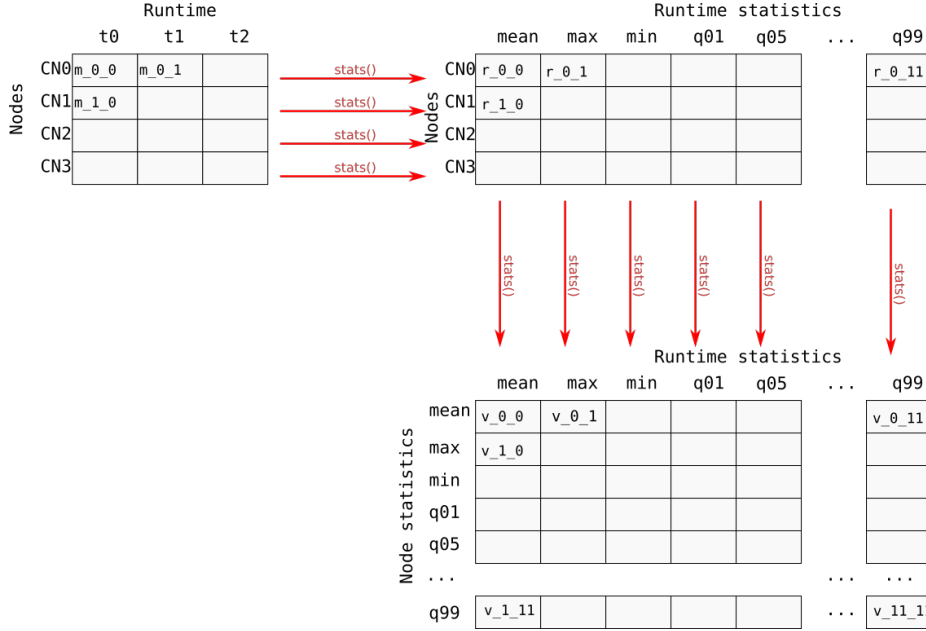 Runtime
t0 t1 t2
Nodes
CN0 m_0_0 m_0_1
CN1 m_1_0
CN2
CN3
stats()
stats()
stats()
stats()
Runtime statistics
mean max min q01 q05 ... q99
Nodes
CN0 r_0_0 r_0_1 r_0_11
CN1 r_1_0
CN2
CN3
stats() stats() stats() stats() stats() stats()
Runtime statistics
mean max min q01 q05 ... q99
Node statistics
mean v_0_0 v_0_1 v_0_11
max v_1_0
min
q01
q05
... ... ...
q99 v_1_11 ... v_11_11